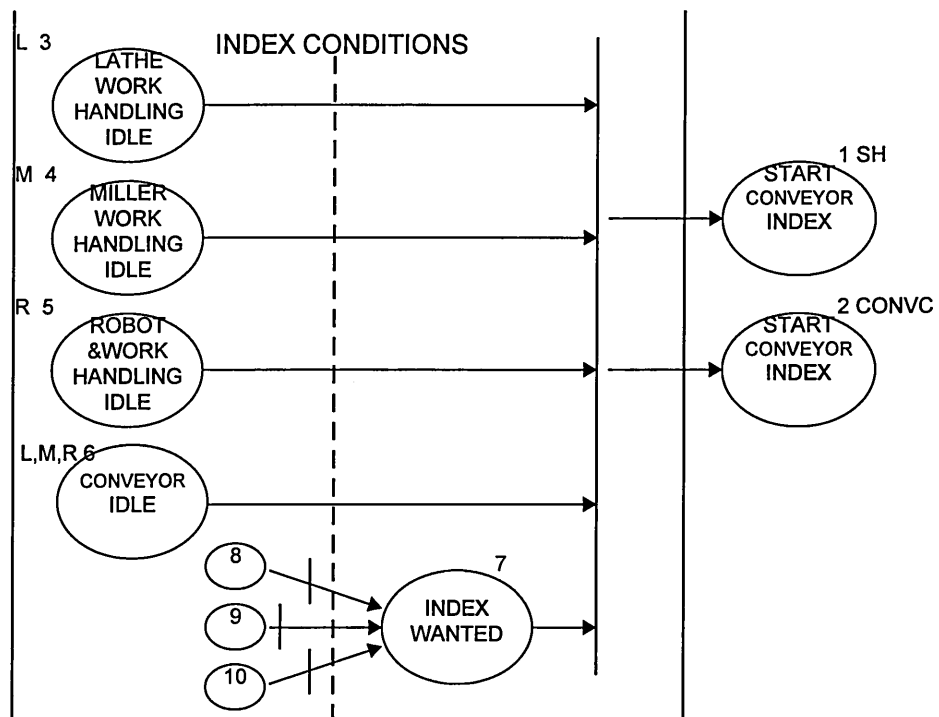 L 3
INDEX CONDITIONS
LATHE
WORK
HANDLING
IDLE
M 4
MILLER
WORK
HANDLING
IDLE
1 SH
START
CONVEYOR
INDEX
R 5
ROBOT
&WORK
HANDLING
IDLE
2 CONVC
START
CONVEYOR
INDEX
L,M,R 6
CONVEYOR
IDLE
8
9
10
7
INDEX
WANTED